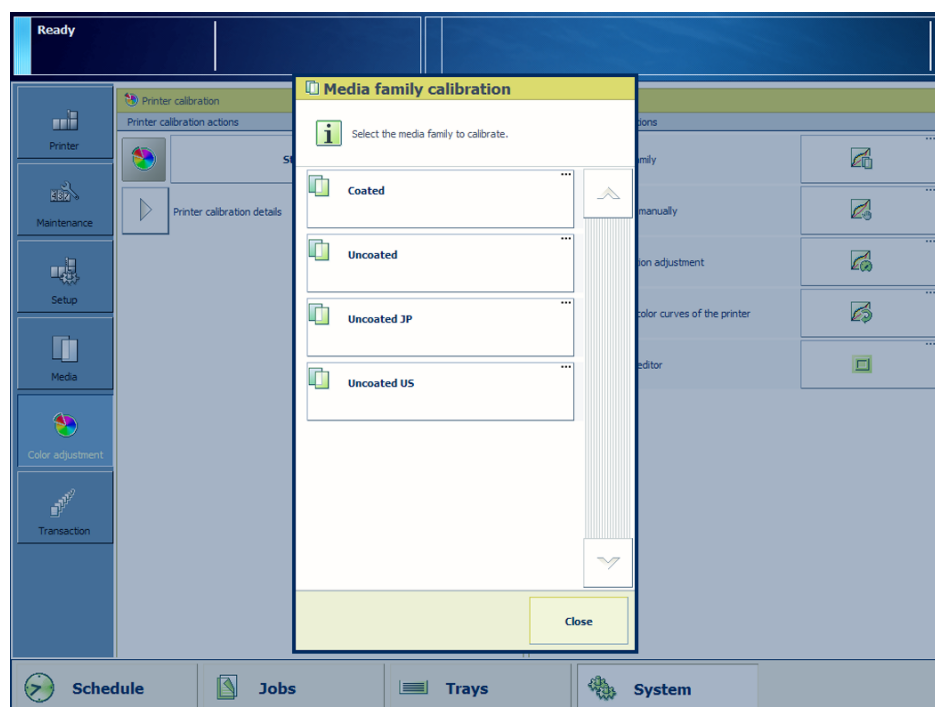 Ready
Media family calibration
Select the media family to calibrate.
Coated
Uncoated
Uncoated JP
Uncoated US
Close
Printer
Maintenance
Setup
Media
Color adjustment
Transaction
Printer calibration
Printer calibration actions
St
Printer calibration details
ions
mily
manually
ion adjustment
color curves of the printer
editor
Schedule
Jobs
Trays
System